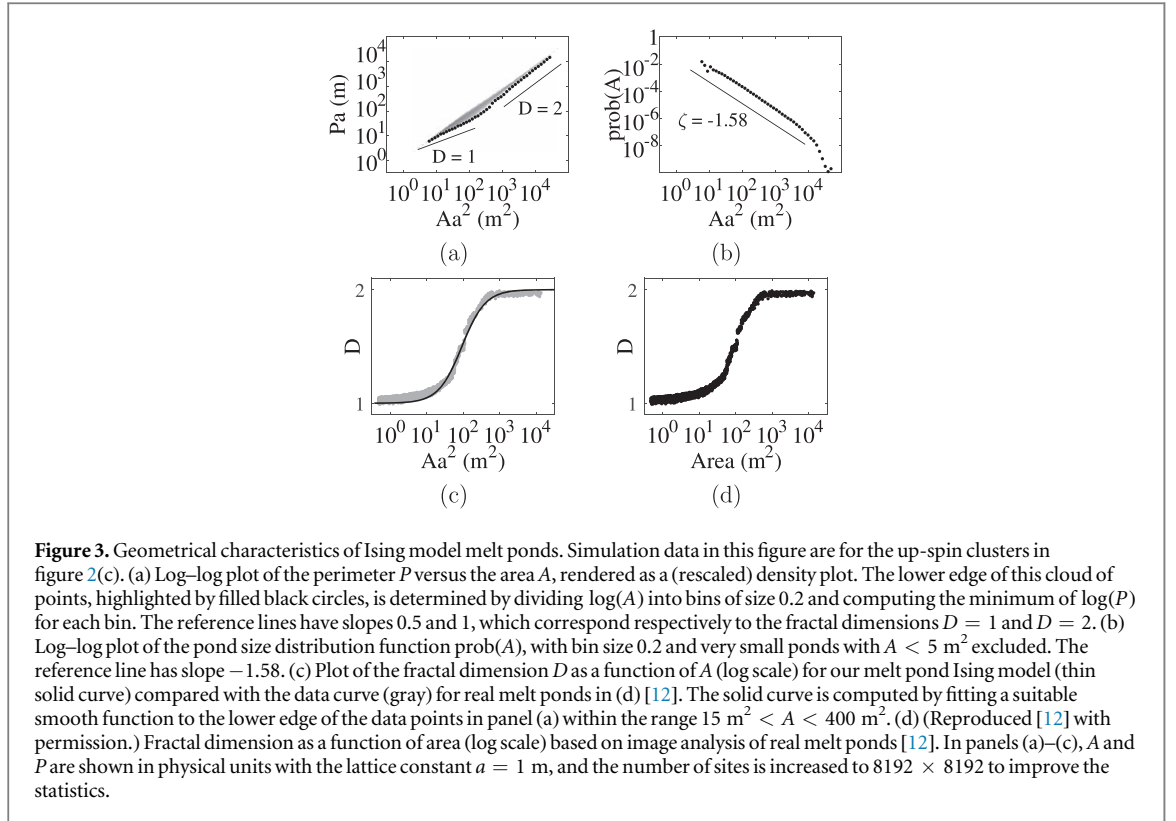 10^4
10^3
10^2
10^1
10^0
Pa (m)
D = 2
D = 1
10^0 10^1 10^2 10^3 10^4
Aa^2 (m^2)
(a)
1
10^-2
10^-4
10^-6
10^-8
prob(A)
ζ = -1.58
10^0 10^1 10^2 10^3 10^4
Aa^2 (m^2)
(b)
2
D
1
10^0 10^1 10^2 10^3 10^4
Aa^2 (m^2)
(c)
2
D
1
10^0 10^1 10^2 10^3 10^4
Area (m^2)
(d)
Figure 3. Geometrical characteristics of Ising model melt ponds. Simulation data in this figure are for the up-spin clusters in
figure 2(c). (a) Log–log plot of the perimeter P versus the area A, rendered as a (rescaled) density plot. The lower edge of this cloud of
points, highlighted by filled black circles, is determined by dividing log(A) into bins of size 0.2 and computing the minimum of log(P)
for each bin. The reference lines have slopes 0.5 and 1, which correspond respectively to the fractal dimensions D = 1 and D = 2. (b)
Log–log plot of the pond size distribution function prob(A), with bin size 0.2 and very small ponds with A < 5 m^2 excluded. The
reference line has slope −1.58. (c) Plot of the fractal dimension D as a function of A (log scale) for our melt pond Ising model (thin
solid curve) compared with the data curve (gray) for real melt ponds in (d) [12]. The solid curve is computed by fitting a suitable
smooth function to the lower edge of the data points in panel (a) within the range 15 m^2 < A < 400 m^2. (d) (Reproduced [12] with
permission.) Fractal dimension as a function of area (log scale) based on image analysis of real melt ponds [12]. In panels (a)–(c), A and
P are shown in physical units with the lattice constant a = 1 m, and the number of sites is increased to 8192 × 8192 to improve the
statistics.